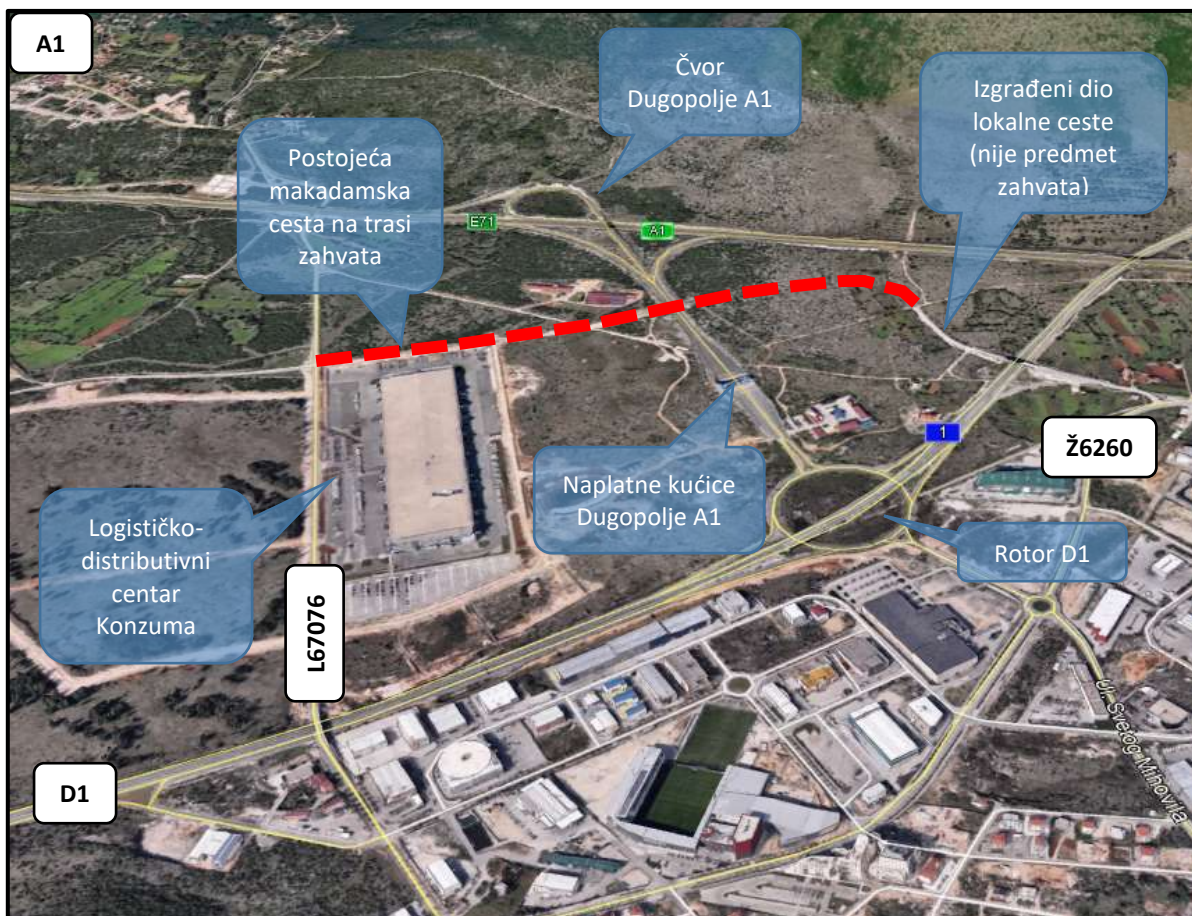 A1
Čvor
Dugopolje A1
Izgrađeni dio
lokalne ceste
(nije predmet
zahvata)
Postojeća
makadamska
cesta na trasi
zahvata
E71
A1
1
Ž6260
Naplatne kućice
Dugopolje A1
Logističko-
distributivni
centar
Konzuma
Rotor D1
L67076
Ul. Svetog Mihovila
D1